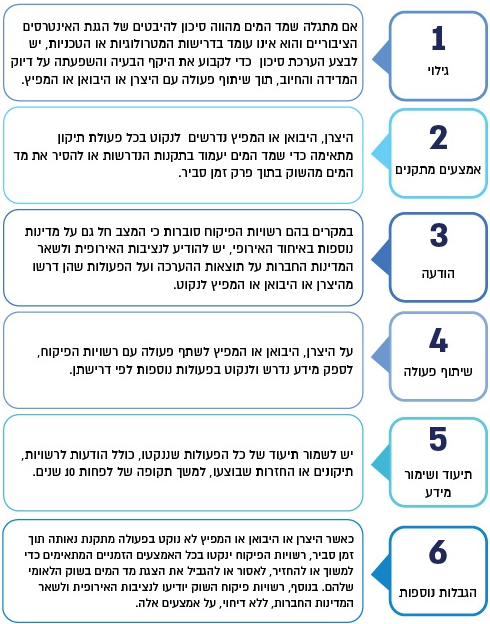 1
גילוי
אם מתגלה שמד המים מהווה סיכון להיבטים של הגנת האינטרסים
הציבוריים והוא אינו עומד בדרישות המטרולוגיות או הטכניות, יש
לבצע הערכת סיכון כדי לקבוע את היקף הבעיה והשפעתה על דיוק
המדידה והחיוב, תוך שיתוף פעולה עם היצרן או היבואן או המפיץ.
2
אמצעים מתקנים
היצרן, היבואן או המפיץ נדרשים לנקוט בכל פעולת תיקון
מתאימה כדי שמד המים יעמוד בתקנות הנדרשות או להסיר את מד
המים מהשוק בתוך פרק זמן סביר.
3
הודעה
במקרים בהם רשויות הפיקוח סוברות כי המצב חל גם על מדינות
נוספות באיחוד האירופי, יש להודיע לנציבות האירופית ולשאר
המדינות החברות על תוצאות ההערכה ועל הפעולות שהן דרשו
מהיצרן או היבואן או המפיץ לנקוט.
4
שיתוף פעולה
על היצרן, היבואן או המפיץ לשתף פעולה עם רשויות הפיקוח,
לספק מידע נדרש ולנקוט בפעולות נוספות לפי דרישתן.
5
תיעוד ושימור
מידע
יש לשמור תיעוד של כל הפעולות שננקטו, כולל הודעות לרשויות,
תיקונים או החזרות שבוצעו, למשך תקופה של לפחות 10 שנים.
6
הגבלות נוספות
כאשר היצרן או היבואן או המפיץ לא נוקט בפעולה מתקנת נאותה תוך
זמן סביר, רשויות הפיקוח ינקטו בכל האמצעים הזמניים המתאימים כדי
למשוך או להחזיר, לאסור או להגביל את הצגת מד המים בשוק הלאומי
שלהם. בנוסף, רשויות פיקוח השוק יודיעו לנציבות האירופית ולשאר
המדינות החברות, ללא דיחוי, על אמצעים אלה.